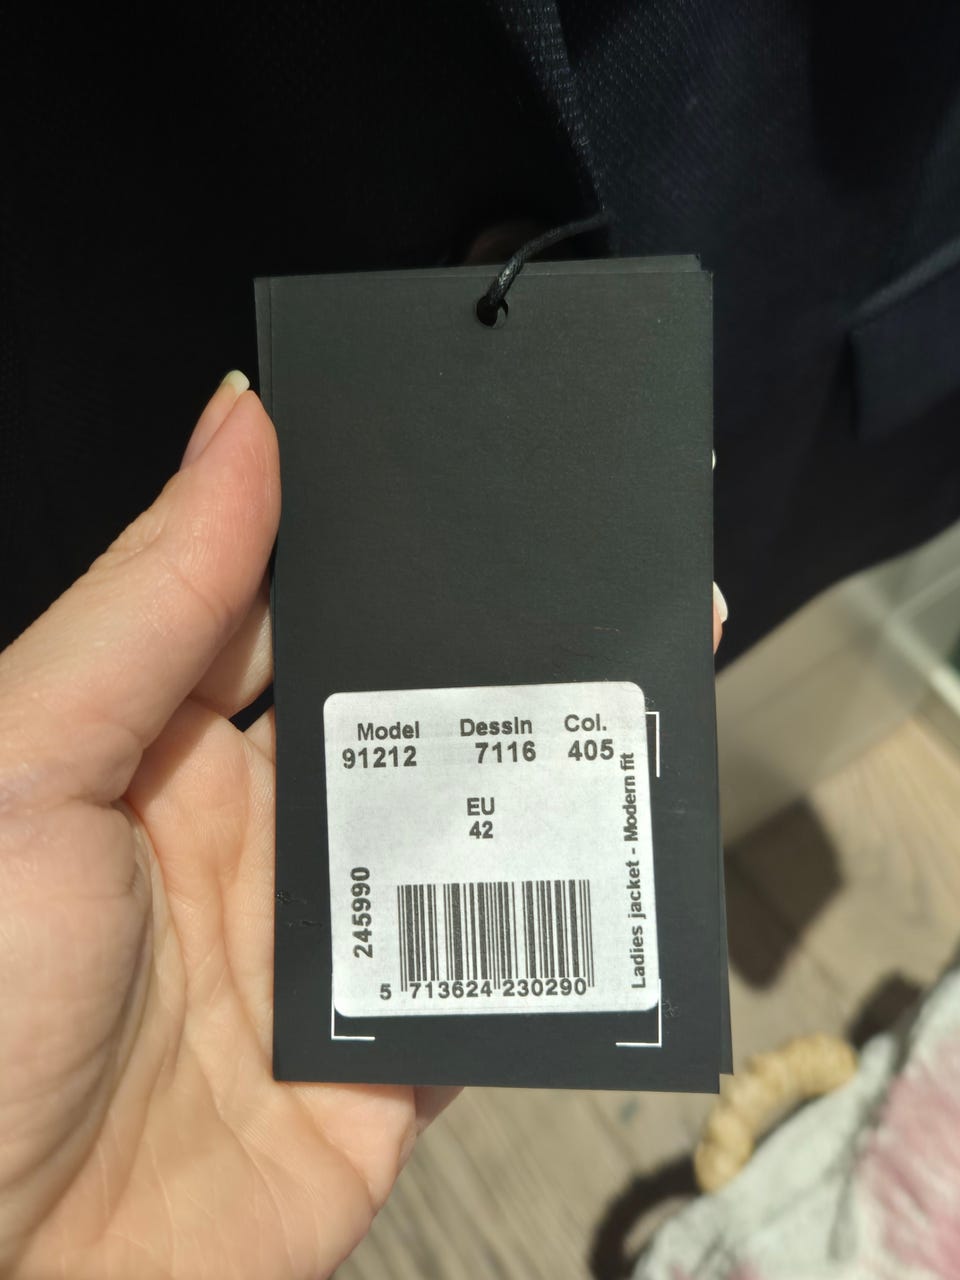 Model Dessin Col.
91212 7116 405
EU
42
245990
5 713624 230290
Ladies jacket - Modern fit